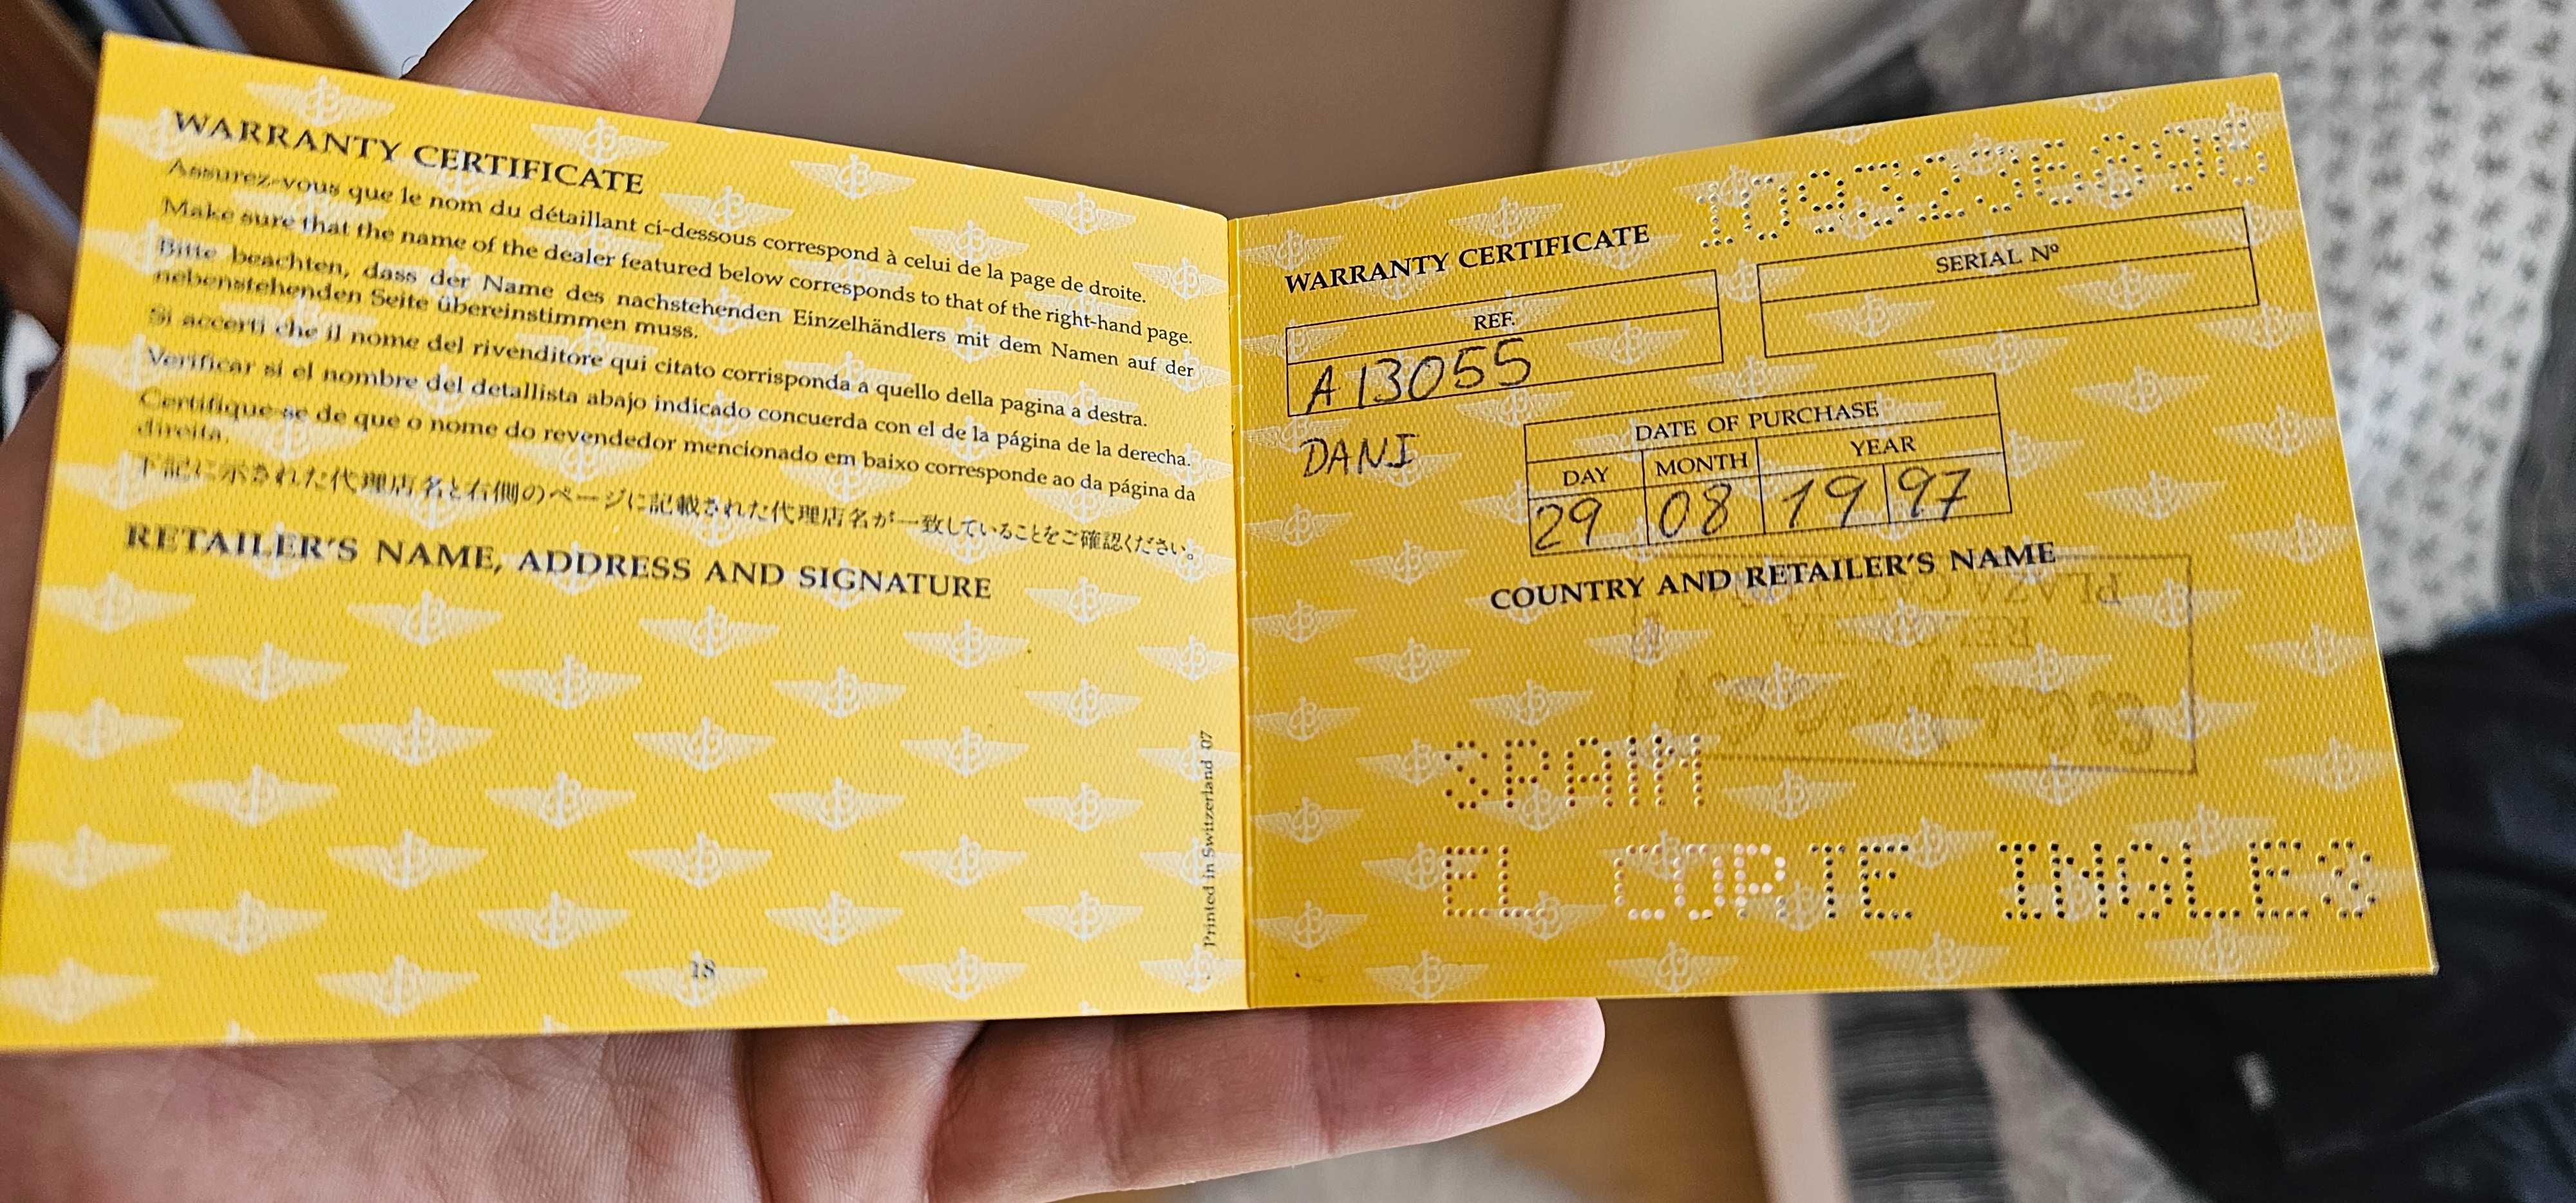 WARRANTY CERTIFICATE
Assurez-vous que le nom du détaillant ci-dessous correspond à celui de la page de droite.
Make sure that the name of the dealer featured below corresponds to that of the right-hand page.
Bitte beachten, dass der Name des nachstehenden Einzelhändlers mit dem Namen auf der
nebenstehenden Seite übereinstimmen muss.
Si accerti che il nome del rivenditore qui citato corrisponda a quello della pagina a destra.
Verificar si el nombre del detallista abajo indicado concuerda con el de la página de la derecha.
Certifique-se de que o nome do revendedor mencionado em baixo corresponde ao da página da
direita.
下記に示された代理店名と右側のページに記載された代理店名が一致していることをご確認ください。
RETAILER'S NAME, ADDRESS AND SIGNATURE
18
Printed in Switzerland 07
WARRANTY CERTIFICATE
REF.
A13055
SERIAL Nº
DANI
DATE OF PURCHASE
DAY MONTH YEAR
29 08 19 97
COUNTRY AND RETAILER'S NAME
SPAIN
EL CORTE INGLES